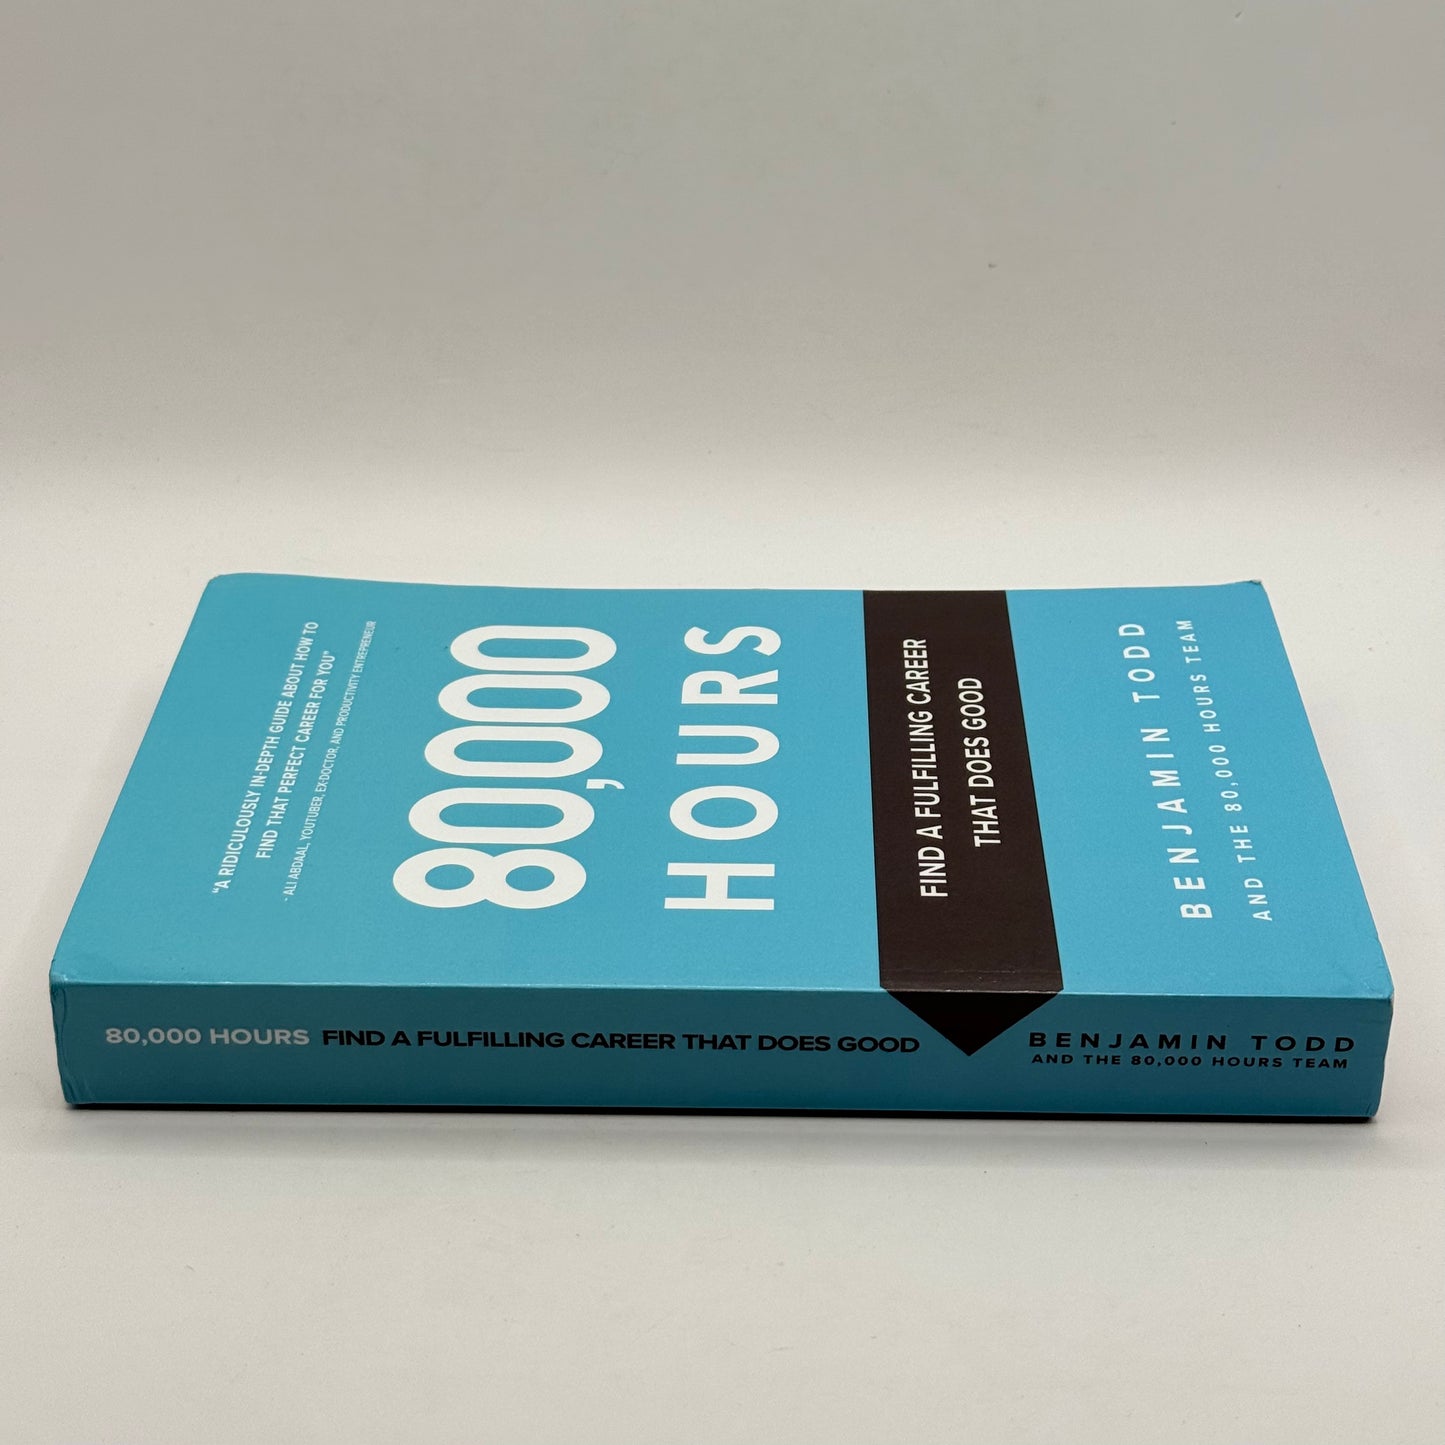 "A RIDICULOUSLY IN-DEPTH GUIDE ABOUT HOW TO
FIND THAT PERFECT CAREER FOR YOU"
- ALI ABDAAL, YOUTUBER, EX-DOCTOR, AND PRODUCTIVITY ENTREPRENEUR
80,000
HOURS
FIND A FULFILLING CAREER
THAT DOES GOOD
BENJAMIN TODD
AND THE 80,000 HOURS TEAM
80,000 HOURS FIND A FULFILLING CAREER THAT DOES GOOD
BENJAMIN TODD
AND THE 80,000 HOURS TEAM